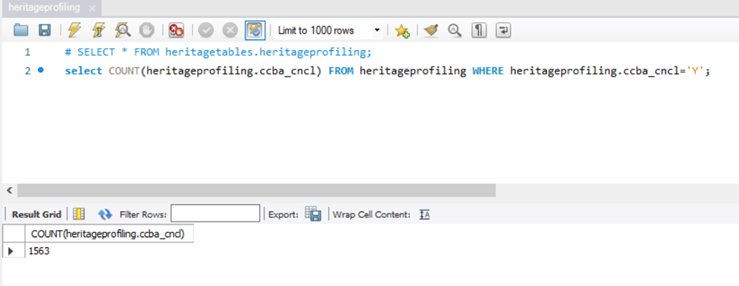 heritageprofiling
Limit to 1000 rows
1 # SELECT * FROM heritagetables.heritageprofiling;
2 select COUNT(heritageprofiling.ccba_cncl) FROM heritageprofiling WHERE heritageprofiling.ccba_cncl='Y';
Result Grid Filter Rows: Export: Wrap Cell Content:
COUNT(heritageprofiling.ccba_cncl)
1563